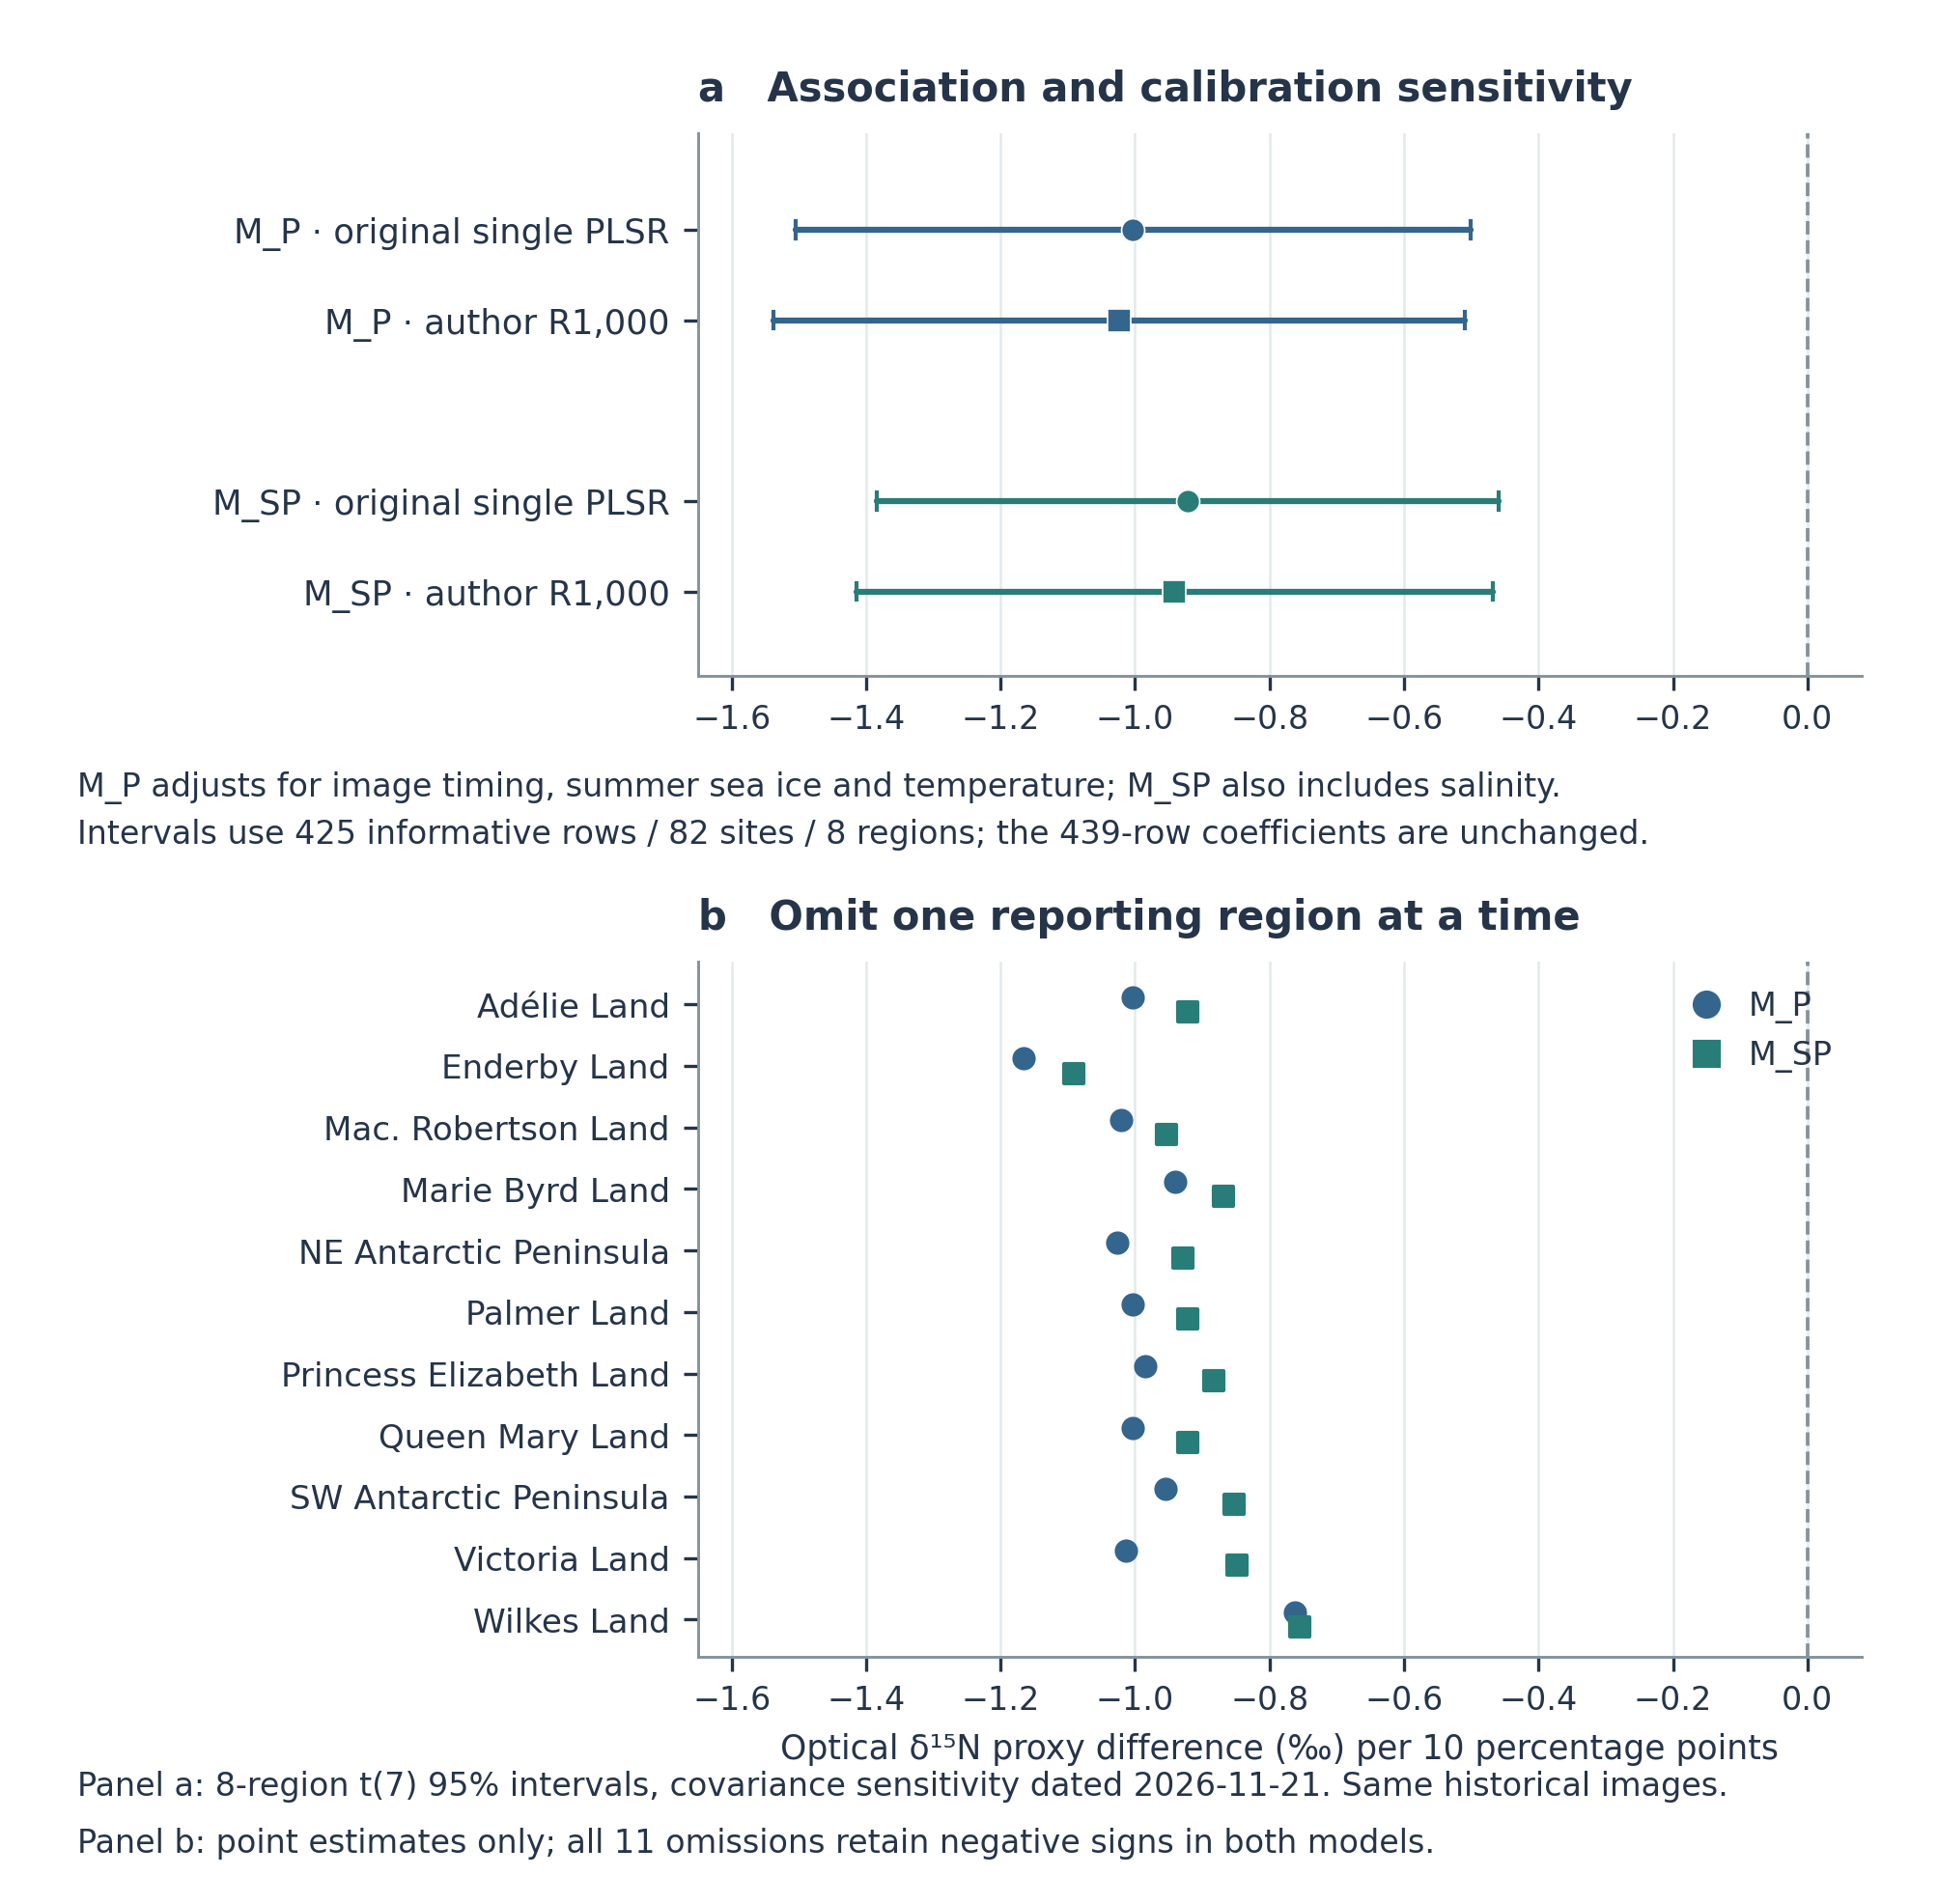 a Association and calibration sensitivity
M_P · original single PLSR
M_P · author R1,000
M_SP · original single PLSR
M_SP · author R1,000
−1.6 −1.4 −1.2 −1.0 −0.8 −0.6 −0.4 −0.2 0.0
M_P adjusts for image timing, summer sea ice and temperature; M_SP also includes salinity.
Intervals use 425 informative rows / 82 sites / 8 regions; the 439-row coefficients are unchanged.
b Omit one reporting region at a time
M_P
M_SP
Adélie Land
Enderby Land
Mac. Robertson Land
Marie Byrd Land
NE Antarctic Peninsula
Palmer Land
Princess Elizabeth Land
Queen Mary Land
SW Antarctic Peninsula
Victoria Land
Wilkes Land
−1.6 −1.4 −1.2 −1.0 −0.8 −0.6 −0.4 −0.2 0.0
Optical δ¹⁵N proxy difference (‰) per 10 percentage points
Panel a: 8-region t(7) 95% intervals, covariance sensitivity dated 2026-11-21. Same historical images.
Panel b: point estimates only; all 11 omissions retain negative signs in both models.